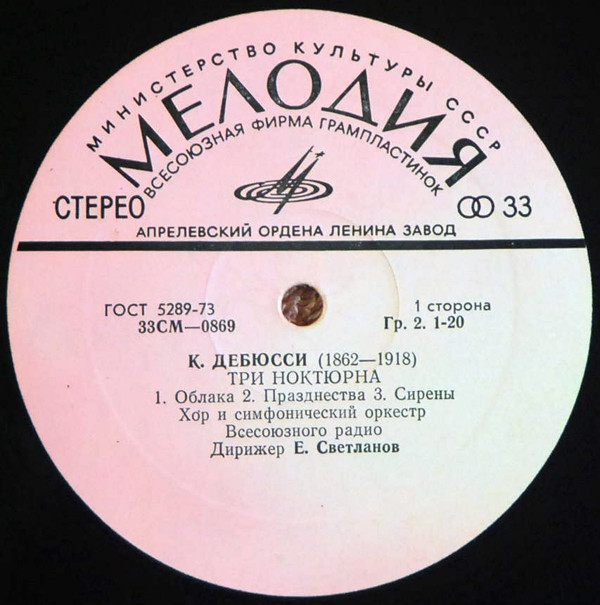 МИНИСТЕРСТВО КУЛЬТУРЫ СССР
МЕЛОДИЯ
ВСЕСОЮЗНАЯ ФИРМА ГРАМПЛАСТИНОК
СТЕРЕО
33
АПРЕЛЕВСКИЙ ОРДЕНА ЛЕНИНА ЗАВОД
ГОСТ 5289-73
1 сторона
33СМ—0869
Гр. 2. 1-20
К. ДЕБЮССИ (1862—1918)
ТРИ НОКТЮРНА
1. Облака 2. Празднества 3. Сирены
Хор и симфонический оркестр
Всесоюзного радио
Дирижер Е. Светланов